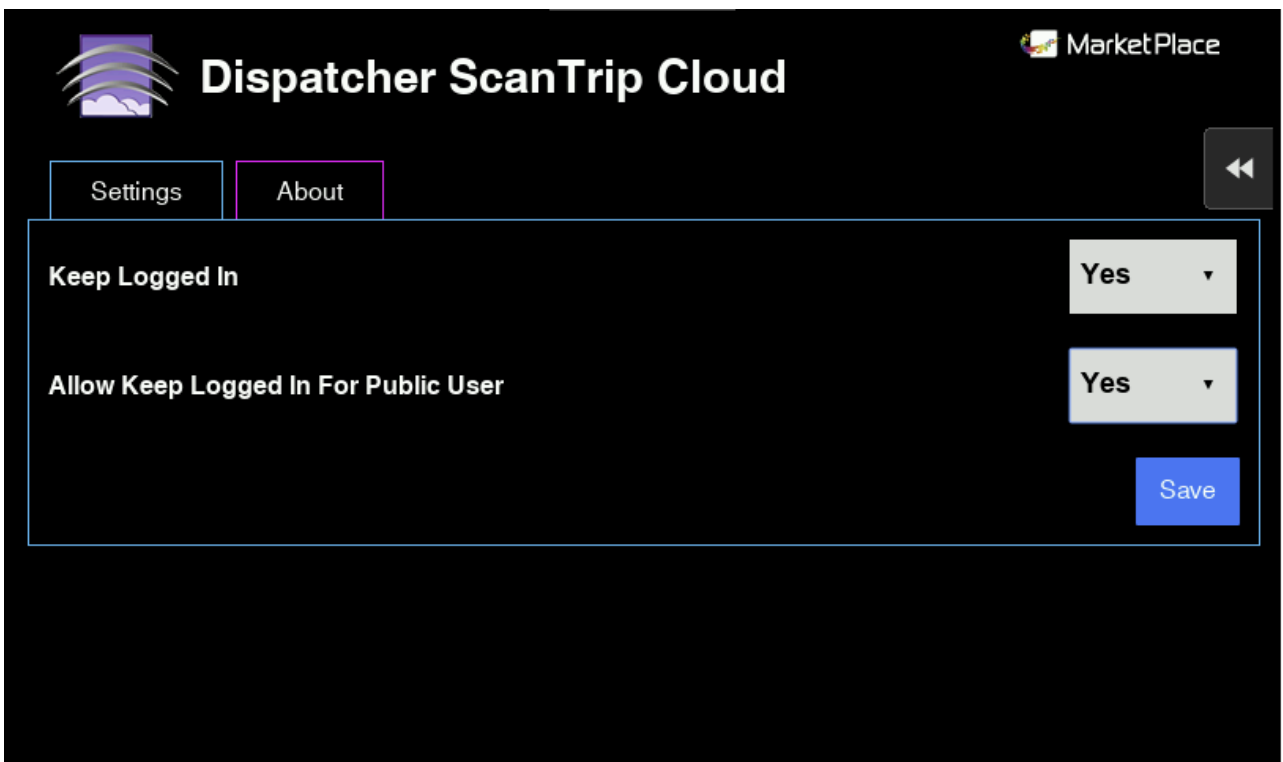 Dispatcher ScanTrip Cloud
MarketPlace
Settings
About
Keep Logged In
Yes
Allow Keep Logged In For Public User
Yes
Save